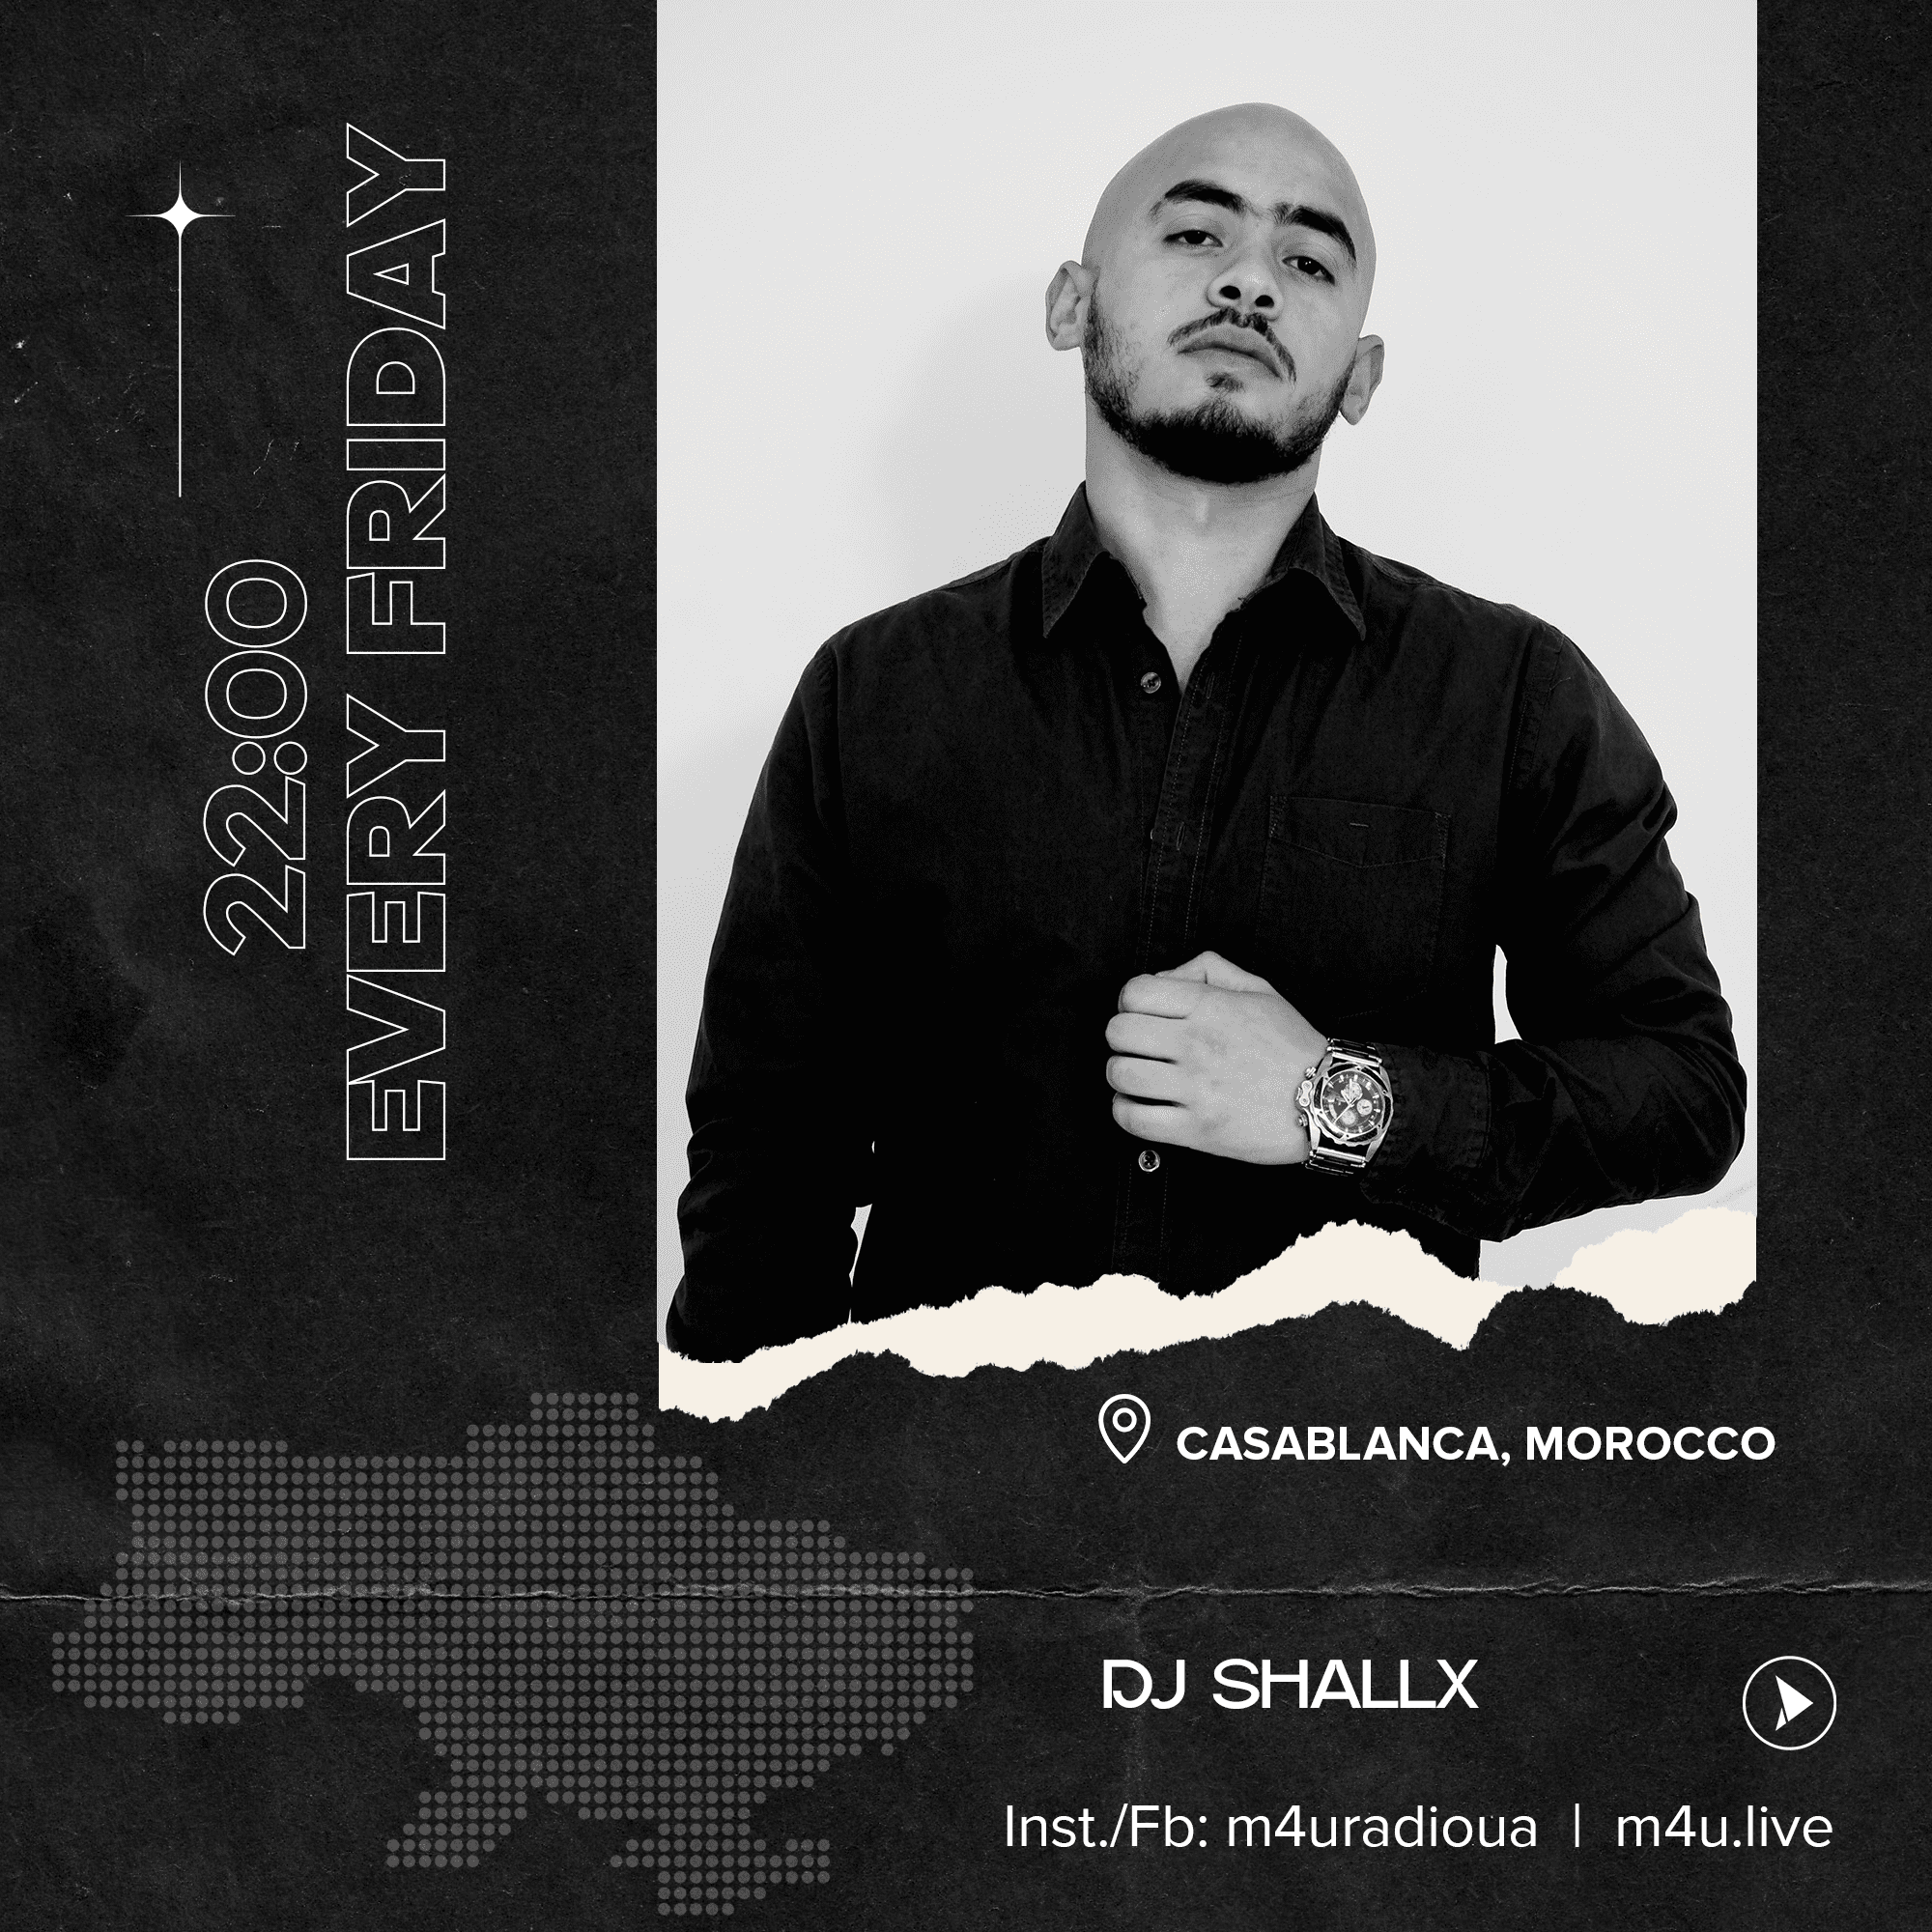 22:00
EVERY FRIDAY
CASABLANCA, MOROCCO
DJ SHALLX
Inst./Fb: m4uradioua | m4u.live